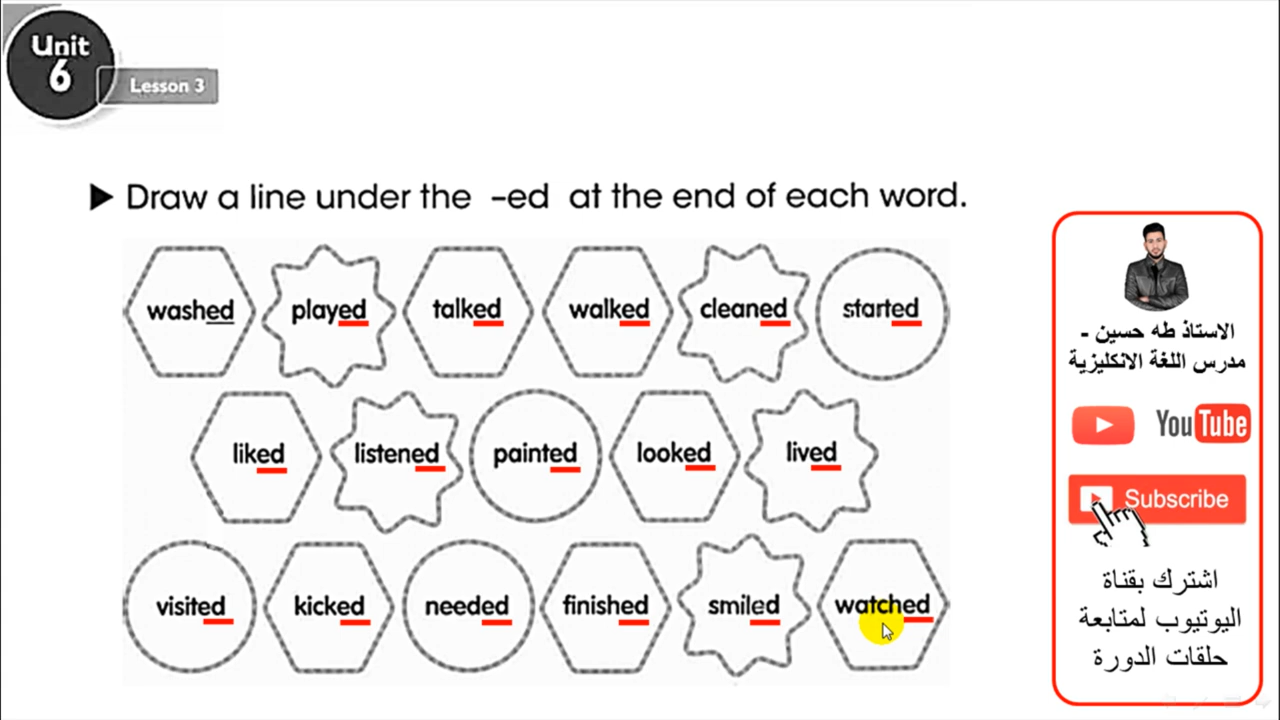 Unit
6
Lesson 3
Draw a line under the -ed at the end of each word.
washed played talked walked cleaned started
liked listened painted looked lived
visited kicked needed finished smiled watched
الاستاذ طه حسين -
مدرس اللغة الانكليزية
YouTube
Subscribe
اشترك بقناة
اليوتيوب لمتابعة
حلقات الدورة